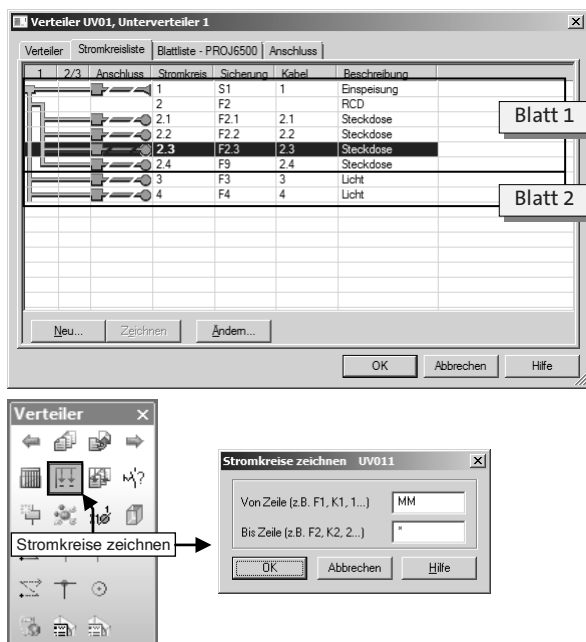 Verteiler UV01, Unterverteiler 1
Verteiler Stromkreisliste Blattliste - PROJ6500 Anschluss
1 2/3 Anschluss Stromkreis Sicherung Kabel Beschreibung
1 S1 1 Einspeisung
2 F2 RCD
2.1 F2.1 2.1 Steckdose
2.2 F2.2 2.2 Steckdose
2.3 F2.3 2.3 Steckdose
2.4 F9 2.4 Steckdose
3 F3 3 Licht
4 F4 4 Licht
Blatt 1
Blatt 2
Neu... Zeichnen Ändern...
OK Abbrechen Hilfe
Verteiler
Stromkreise zeichnen
Stromkreise zeichnen UV011
Von Zeile (z.B. F1, K1, 1...) MM
Bis Zeile (z.B. F2, K2, 2...) *
OK Abbrechen Hilfe